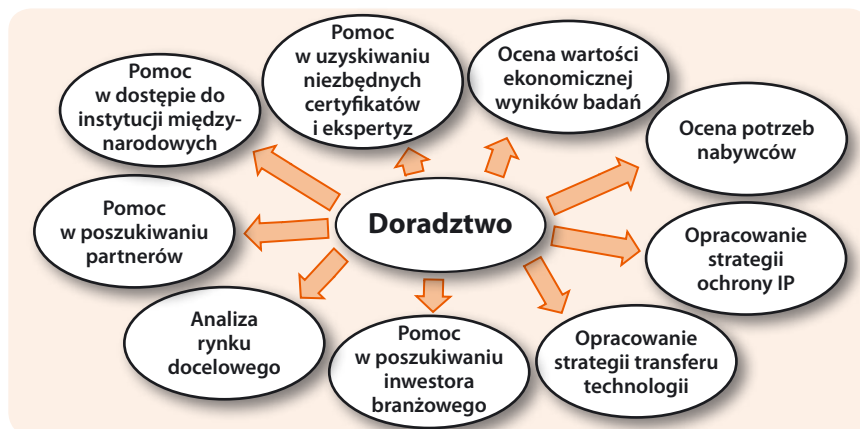 Pomoc
w uzyskiwaniu
niezbędnych
certyfikatów
i ekspertyz
Ocena wartości
ekonomicznej
wyników badań
Pomoc
w dostępie do
instytucji między-
narodowych
Ocena potrzeb
nabywców
Doradztwo
Pomoc
w poszukiwaniu
partnerów
Opracowanie
strategii
ochrony IP
Analiza
rynku
docelowego
Pomoc
w poszukiwaniu
inwestora
branżowego
Opracowanie
strategii transferu
technologii